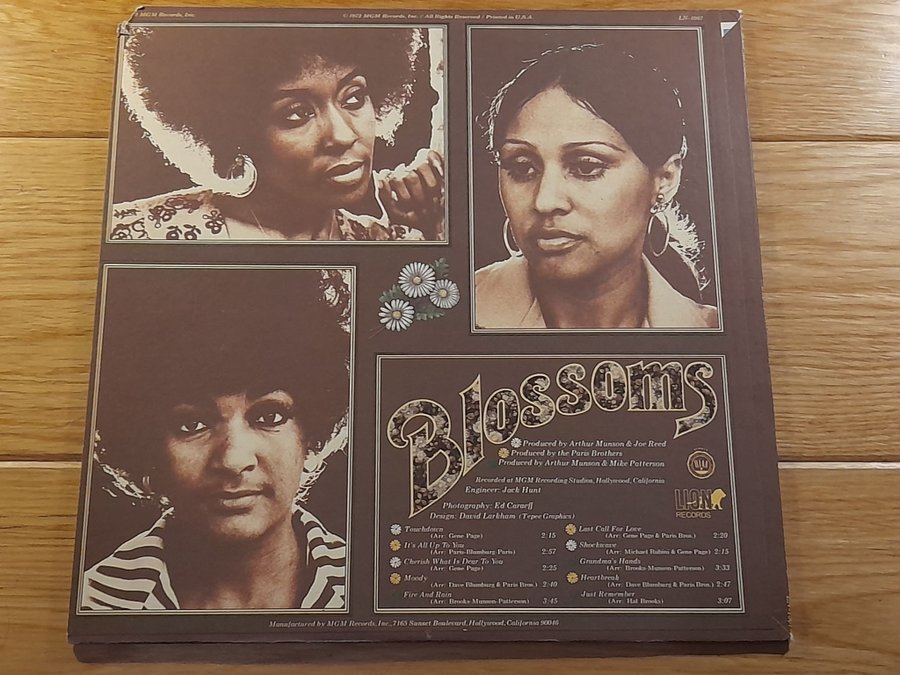 MGM Records, Inc.
© 1972 MGM Records, Inc. / All Rights Reserved / Printed in U.S.A.
LN-1007
Blossoms
Produced by Arthur Munson & Joe Reed
Produced by the Paris Brothers
Produced by Arthur Munson & Mike Patterson
Recorded at MGM Recording Studios, Hollywood, California
Engineer: Jack Hunt
Photography: Ed Caraeff
Design: David Larkham (Tepee Graphics)
LION
RECORDS
Touchdown
(Arr: Gene Page) 2:15
It's All Up To You
(Arr: Paris-Blumburg-Paris) 2:57
Cherish What Is Dear To You
(Arr: Gene Page) 2:25
Moody
(Arr: Dave Blumburg & Paris Bros.) 2:40
Fire And Rain
(Arr: Brooks-Munson-Patterson) 3:45
Last Call For Love
(Arr: Gene Page & Paris Bros.) 2:20
Shockwave
(Arr: Michael Rubini & Gene Page) 2:15
Grandma's Hands
(Arr: Brooks-Munson-Patterson) 3:33
Heartbreak
(Arr: Dave Blumburg & Paris Bros.) 2:47
Just Remember
(Arr: Hal Brooks) 3:07
Manufactured by MGM Records, Inc., 7165 Sunset Boulevard, Hollywood, California 90046